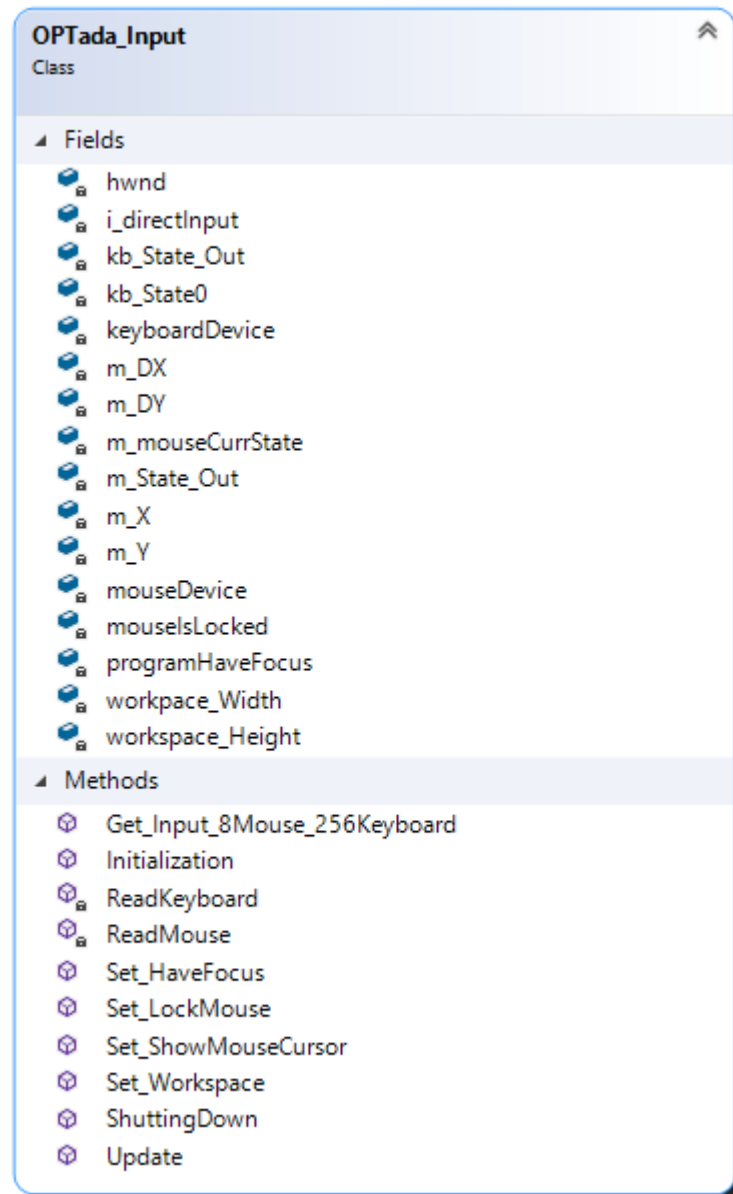 OPTada_Input
Class
Fields
hwnd
i_directInput
kb_State_Out
kb_State0
keyboardDevice
m_DX
m_DY
m_mouseCurrState
m_State_Out
m_X
m_Y
mouseDevice
mouseIsLocked
programHaveFocus
workpace_Width
workspace_Height
Methods
Get_Input_8Mouse_256Keyboard
Initialization
ReadKeyboard
ReadMouse
Set_HaveFocus
Set_LockMouse
Set_ShowMouseCursor
Set_Workspace
ShuttingDown
Update